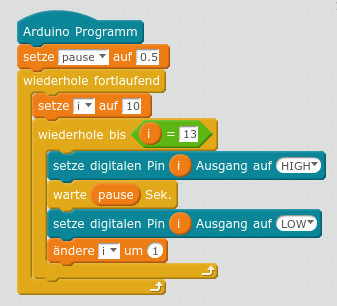 Arduino Programm
setze pause auf 0.5
wiederhole fortlaufend
setze i auf 10
wiederhole bis i = 13
setze digitalen Pin i Ausgang auf HIGH
warte pause Sek.
setze digitalen Pin i Ausgang auf LOW
ändere i um 1